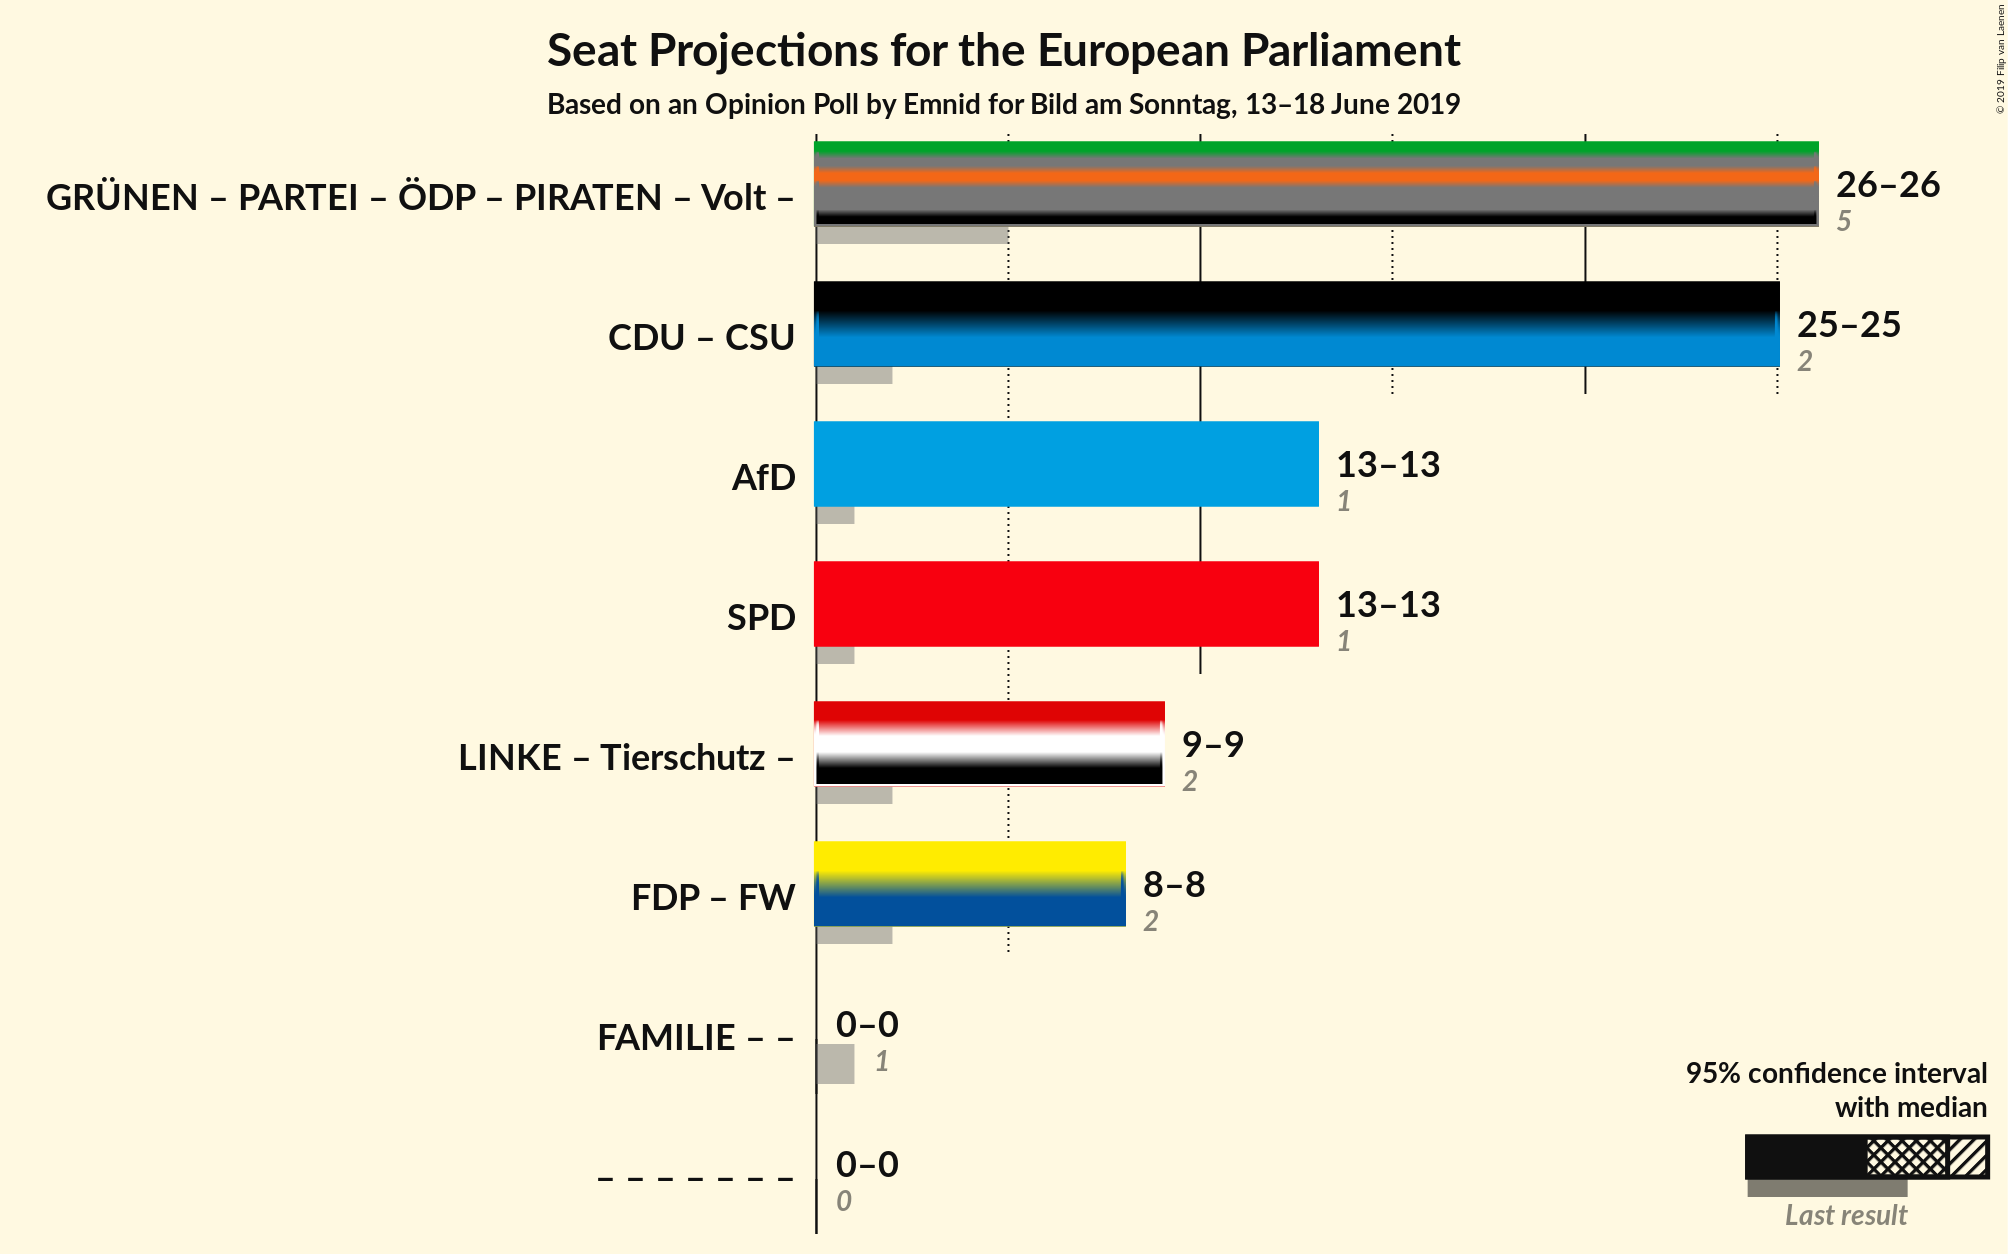 Seat Projections for the European Parliament
Based on an Opinion Poll by Emnid for Bild am Sonntag, 13–18 June 2019
© 2019 Filip van Laenen
GRÜNEN – PARTEI – ÖDP – PIRATEN – Volt –
26–26
5
CDU – CSU
25–25
2
AfD
13–13
1
SPD
13–13
1
LINKE – Tierschutz –
9–9
2
FDP – FW
8–8
2
FAMILIE – –
0–0
1
– – – – – – –
0–0
0
95% confidence interval
with median
Last result